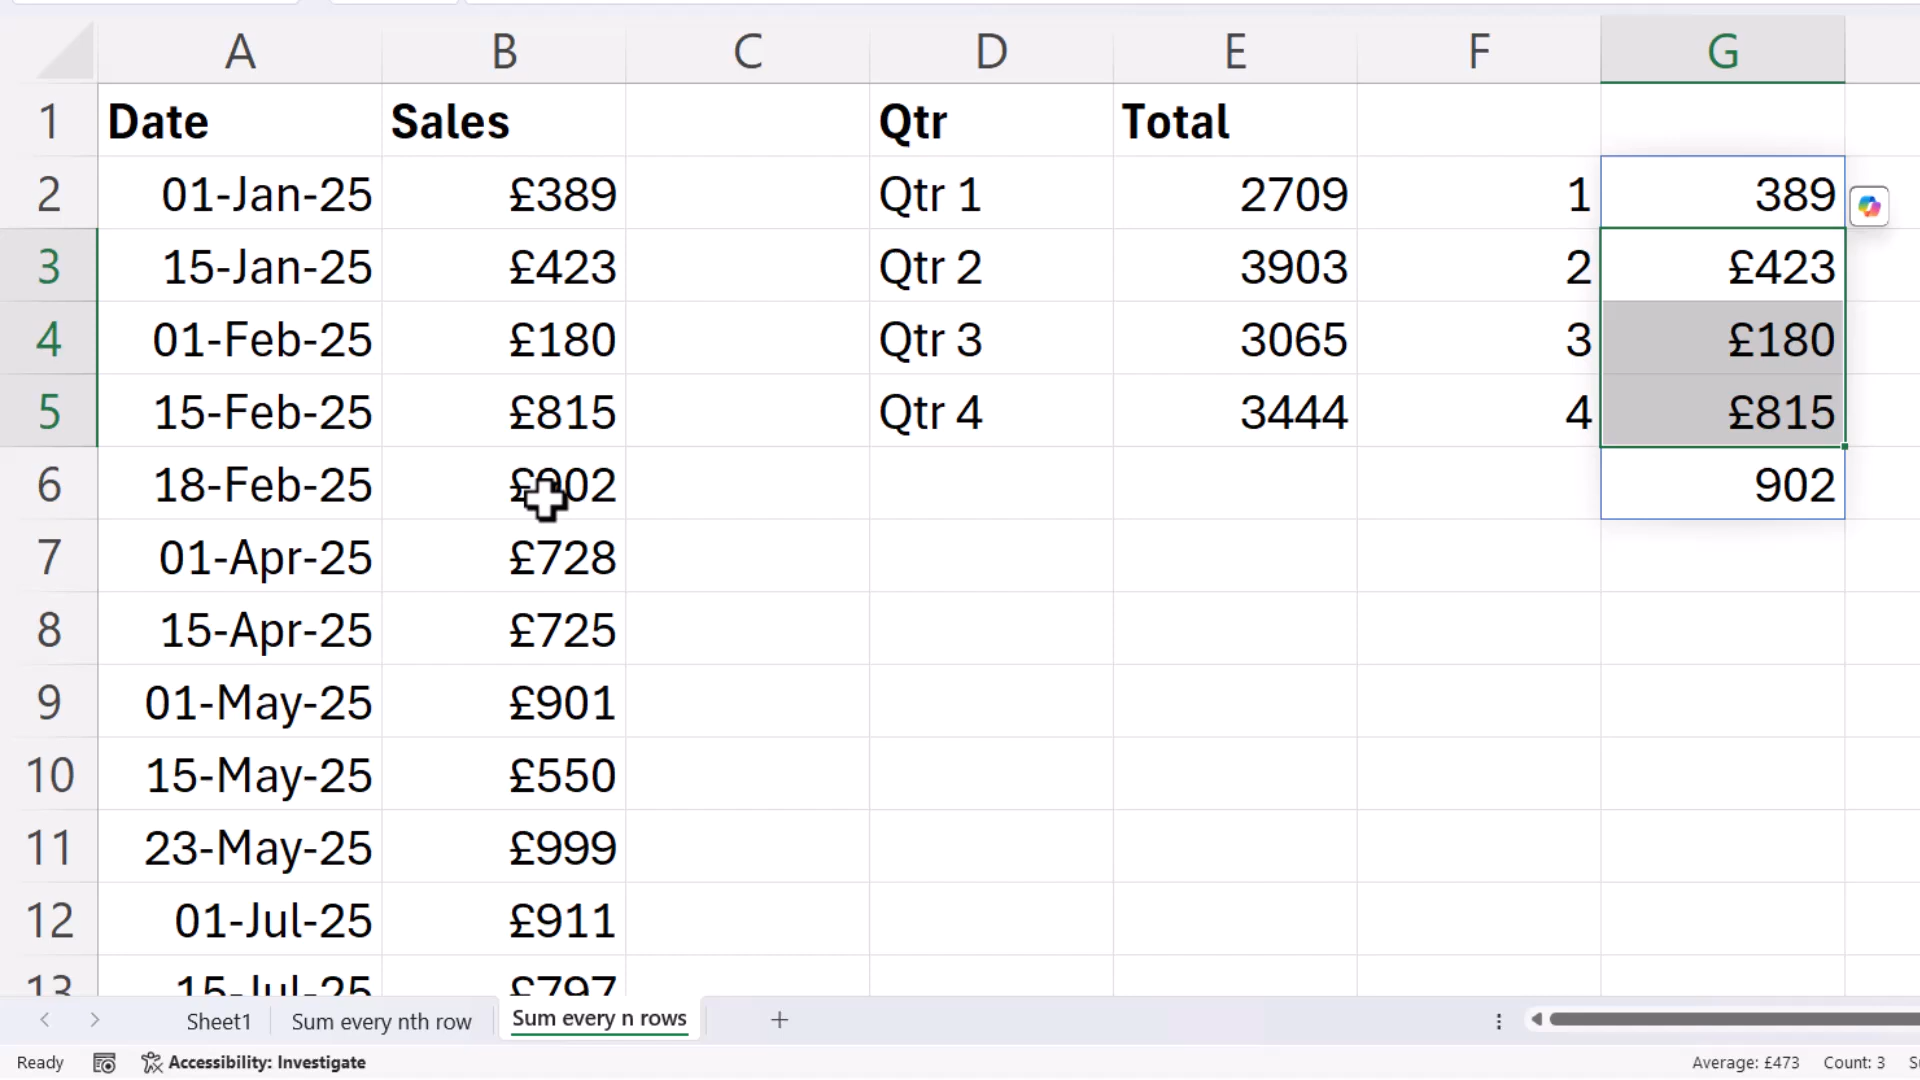 A B C D E F G
1 Date Sales Qtr Total
2 01-Jan-25 £389 Qtr 1 2709 1 389
3 15-Jan-25 £423 Qtr 2 3903 2 £423
4 01-Feb-25 £180 Qtr 3 3065 3 £180
5 15-Feb-25 £815 Qtr 4 3444 4 £815
6 18-Feb-25 £902 902
7 01-Apr-25 £728
8 15-Apr-25 £725
9 01-May-25 £901
10 15-May-25 £550
11 23-May-25 £999
12 01-Jul-25 £911
13 15-Jul-25 £797
Sheet1 Sum every nth row Sum every n rows
Ready Accessibility: Investigate Average: £473 Count: 3